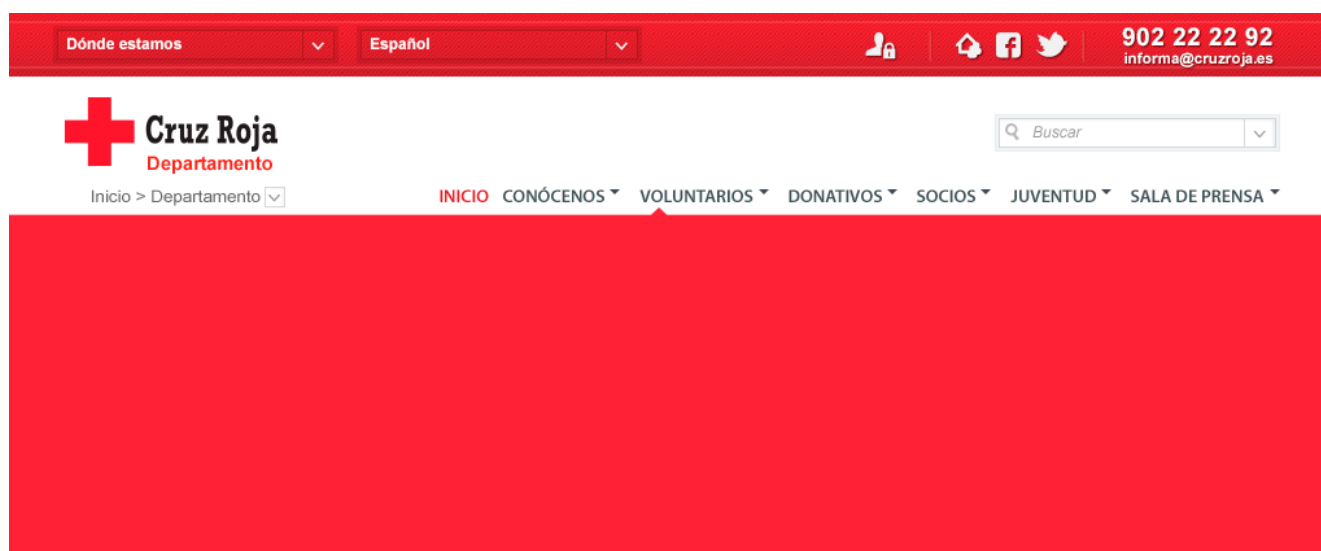 Dónde estamos
Español
902 22 22 92
informa@cruzroja.es
Cruz Roja
Departamento
Buscar
Inicio > Departamento
INICIO CONÓCENOS VOLUNTARIOS DONATIVOS SOCIOS JUVENTUD SALA DE PRENSA